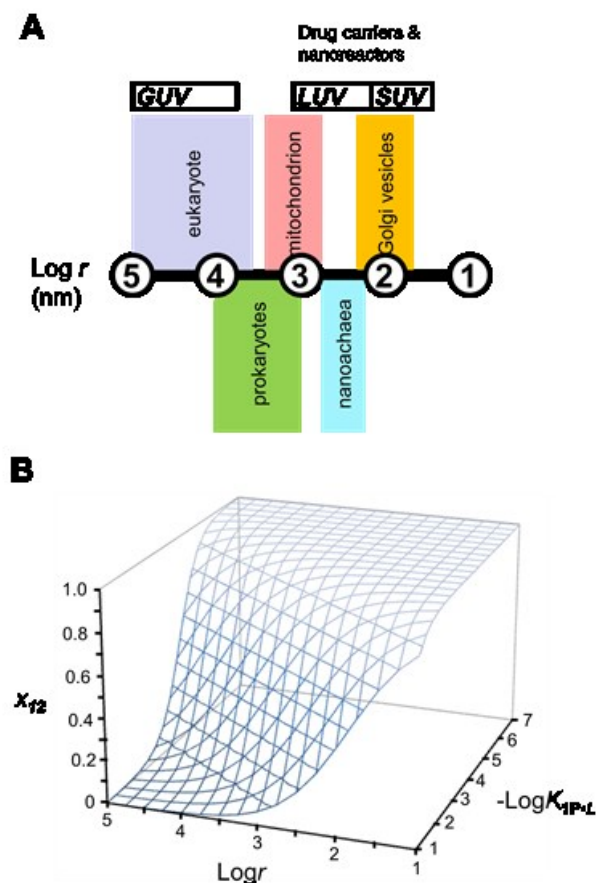 A
Drug carriers &
nanoreactors
GUV
LUV
SUV
eukaryote
mitochondrion
Golgi vesicles
Log r
(nm)
5
4
3
2
1
prokaryotes
nanoachaea
B
1.0
0.8
0.6
0.4
0.2
0
x12
5
4
3
2
1
Logr
7
6
5
4
3
2
1
-LogK1P·L